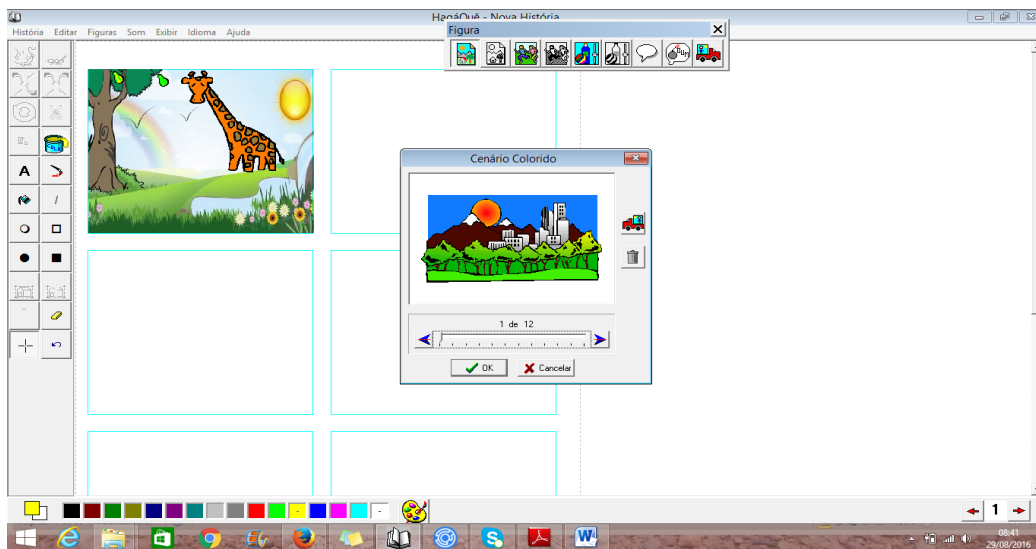 HagáQuê - Nova História
História Editar Figuras Som Exibir Idioma Ajuda
Figura
A
Cenário Colorido
1 de 12
OK Cancelar
1
08:41
29/08/2016